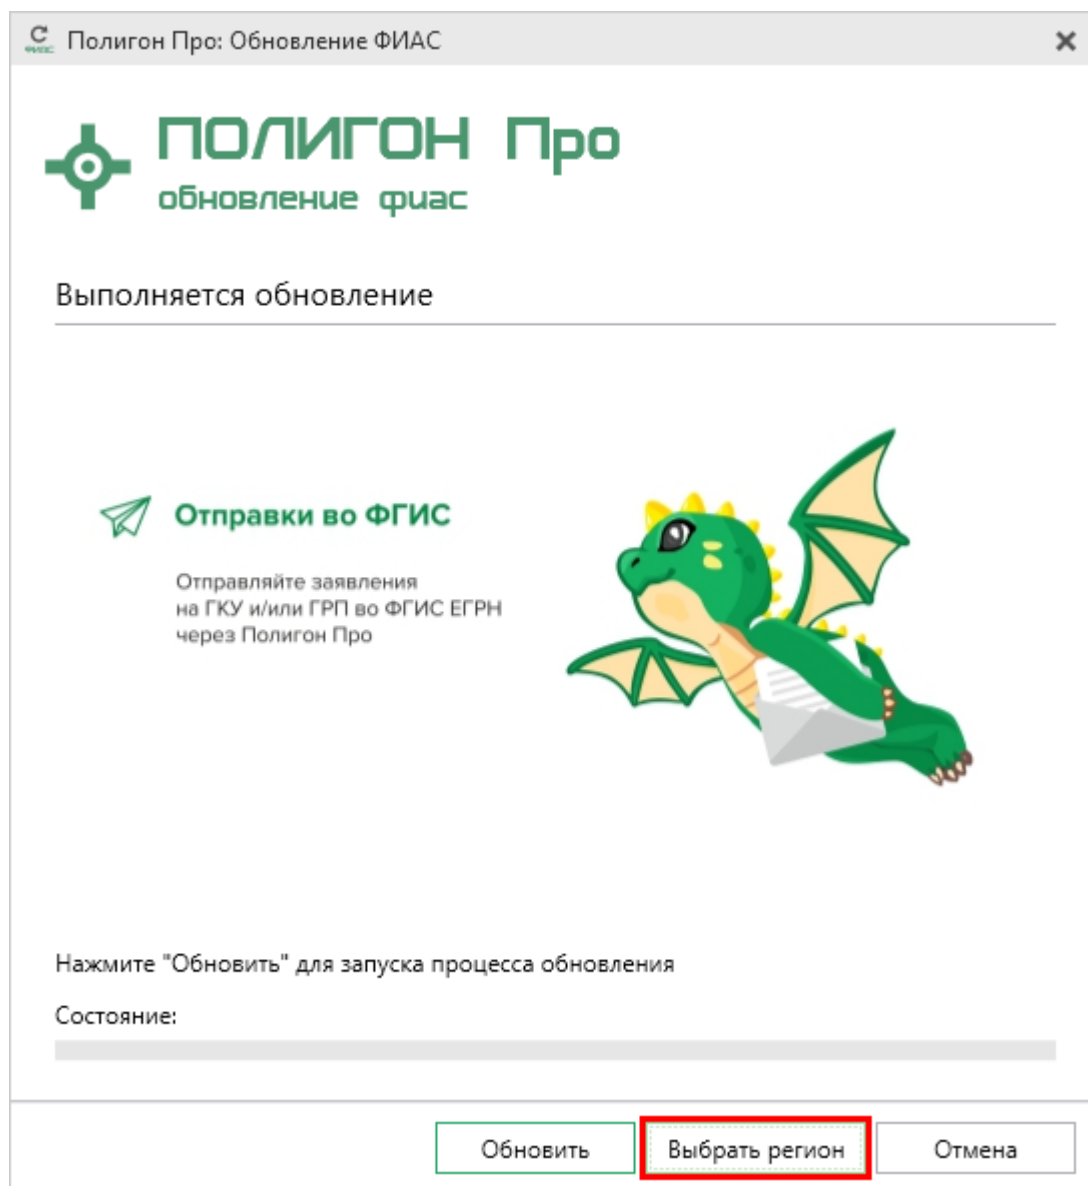 ФИАС Полигон Про: Обновление ФИАС
ПОЛИГОН Про
обновление фиас
Выполняется обновление
Отправки во ФГИС
Отправляйте заявления
на ГКУ и/или ГРП во ФГИС ЕГРН
через Полигон Про
Нажмите "Обновить" для запуска процесса обновления
Состояние:
Обновить Выбрать регион Отмена